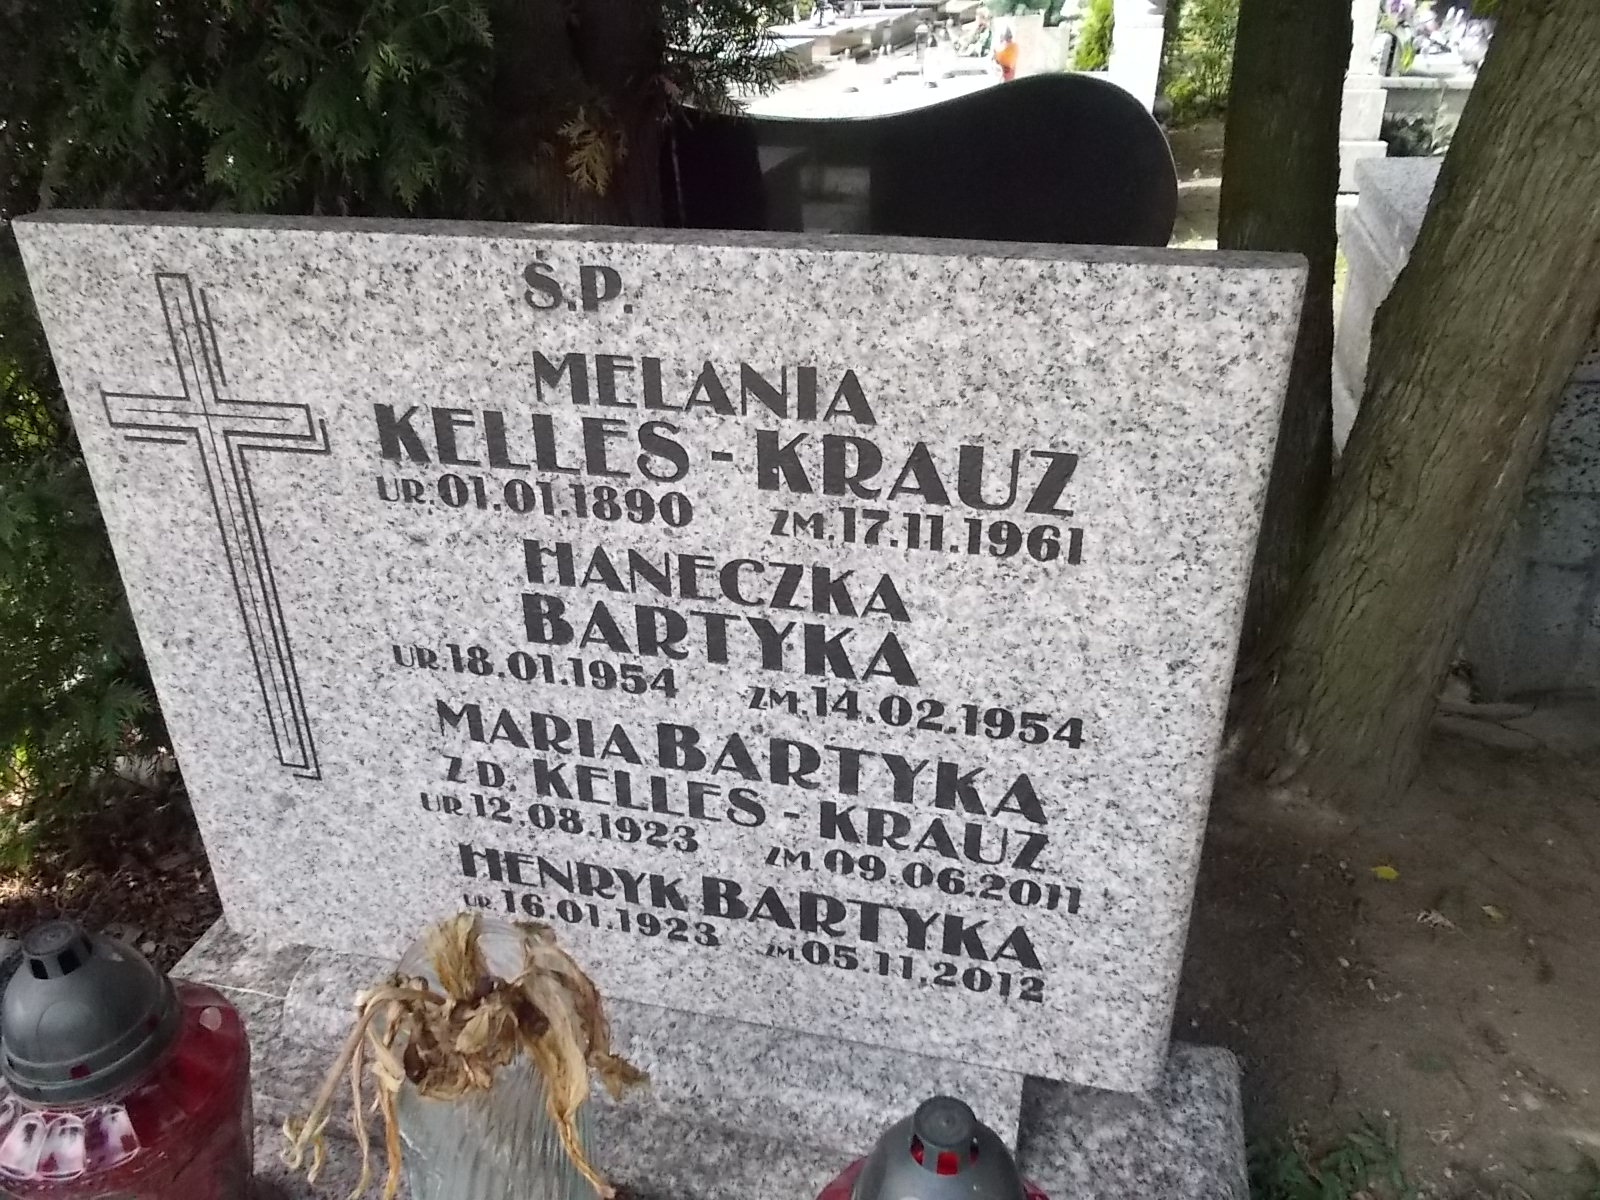 Ś.P.
MELANIA
KELLES-KRAUZ
UR.01.01.1890 ZM.17.11.1961
HANECZKA
BARTYKA
UR.18.01.1954 ZM.14.02.1954
MARIA BARTYKA
Z D. KELLES-KRAUZ
UR.12.08.1923 ZM.09.06.2011
HENRYK BARTYKA
UR.16.01.1923 ZM.05.11.2012